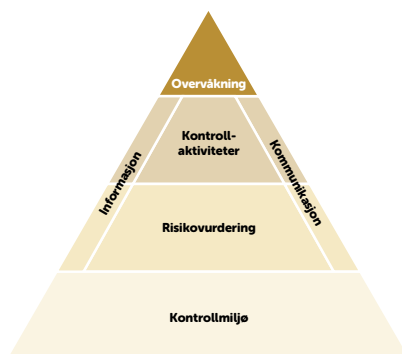 Overvåkning
Kontroll-
aktiviteter
Informasjon
Kommunikasjon
Risikovurdering
Kontrollmiljø